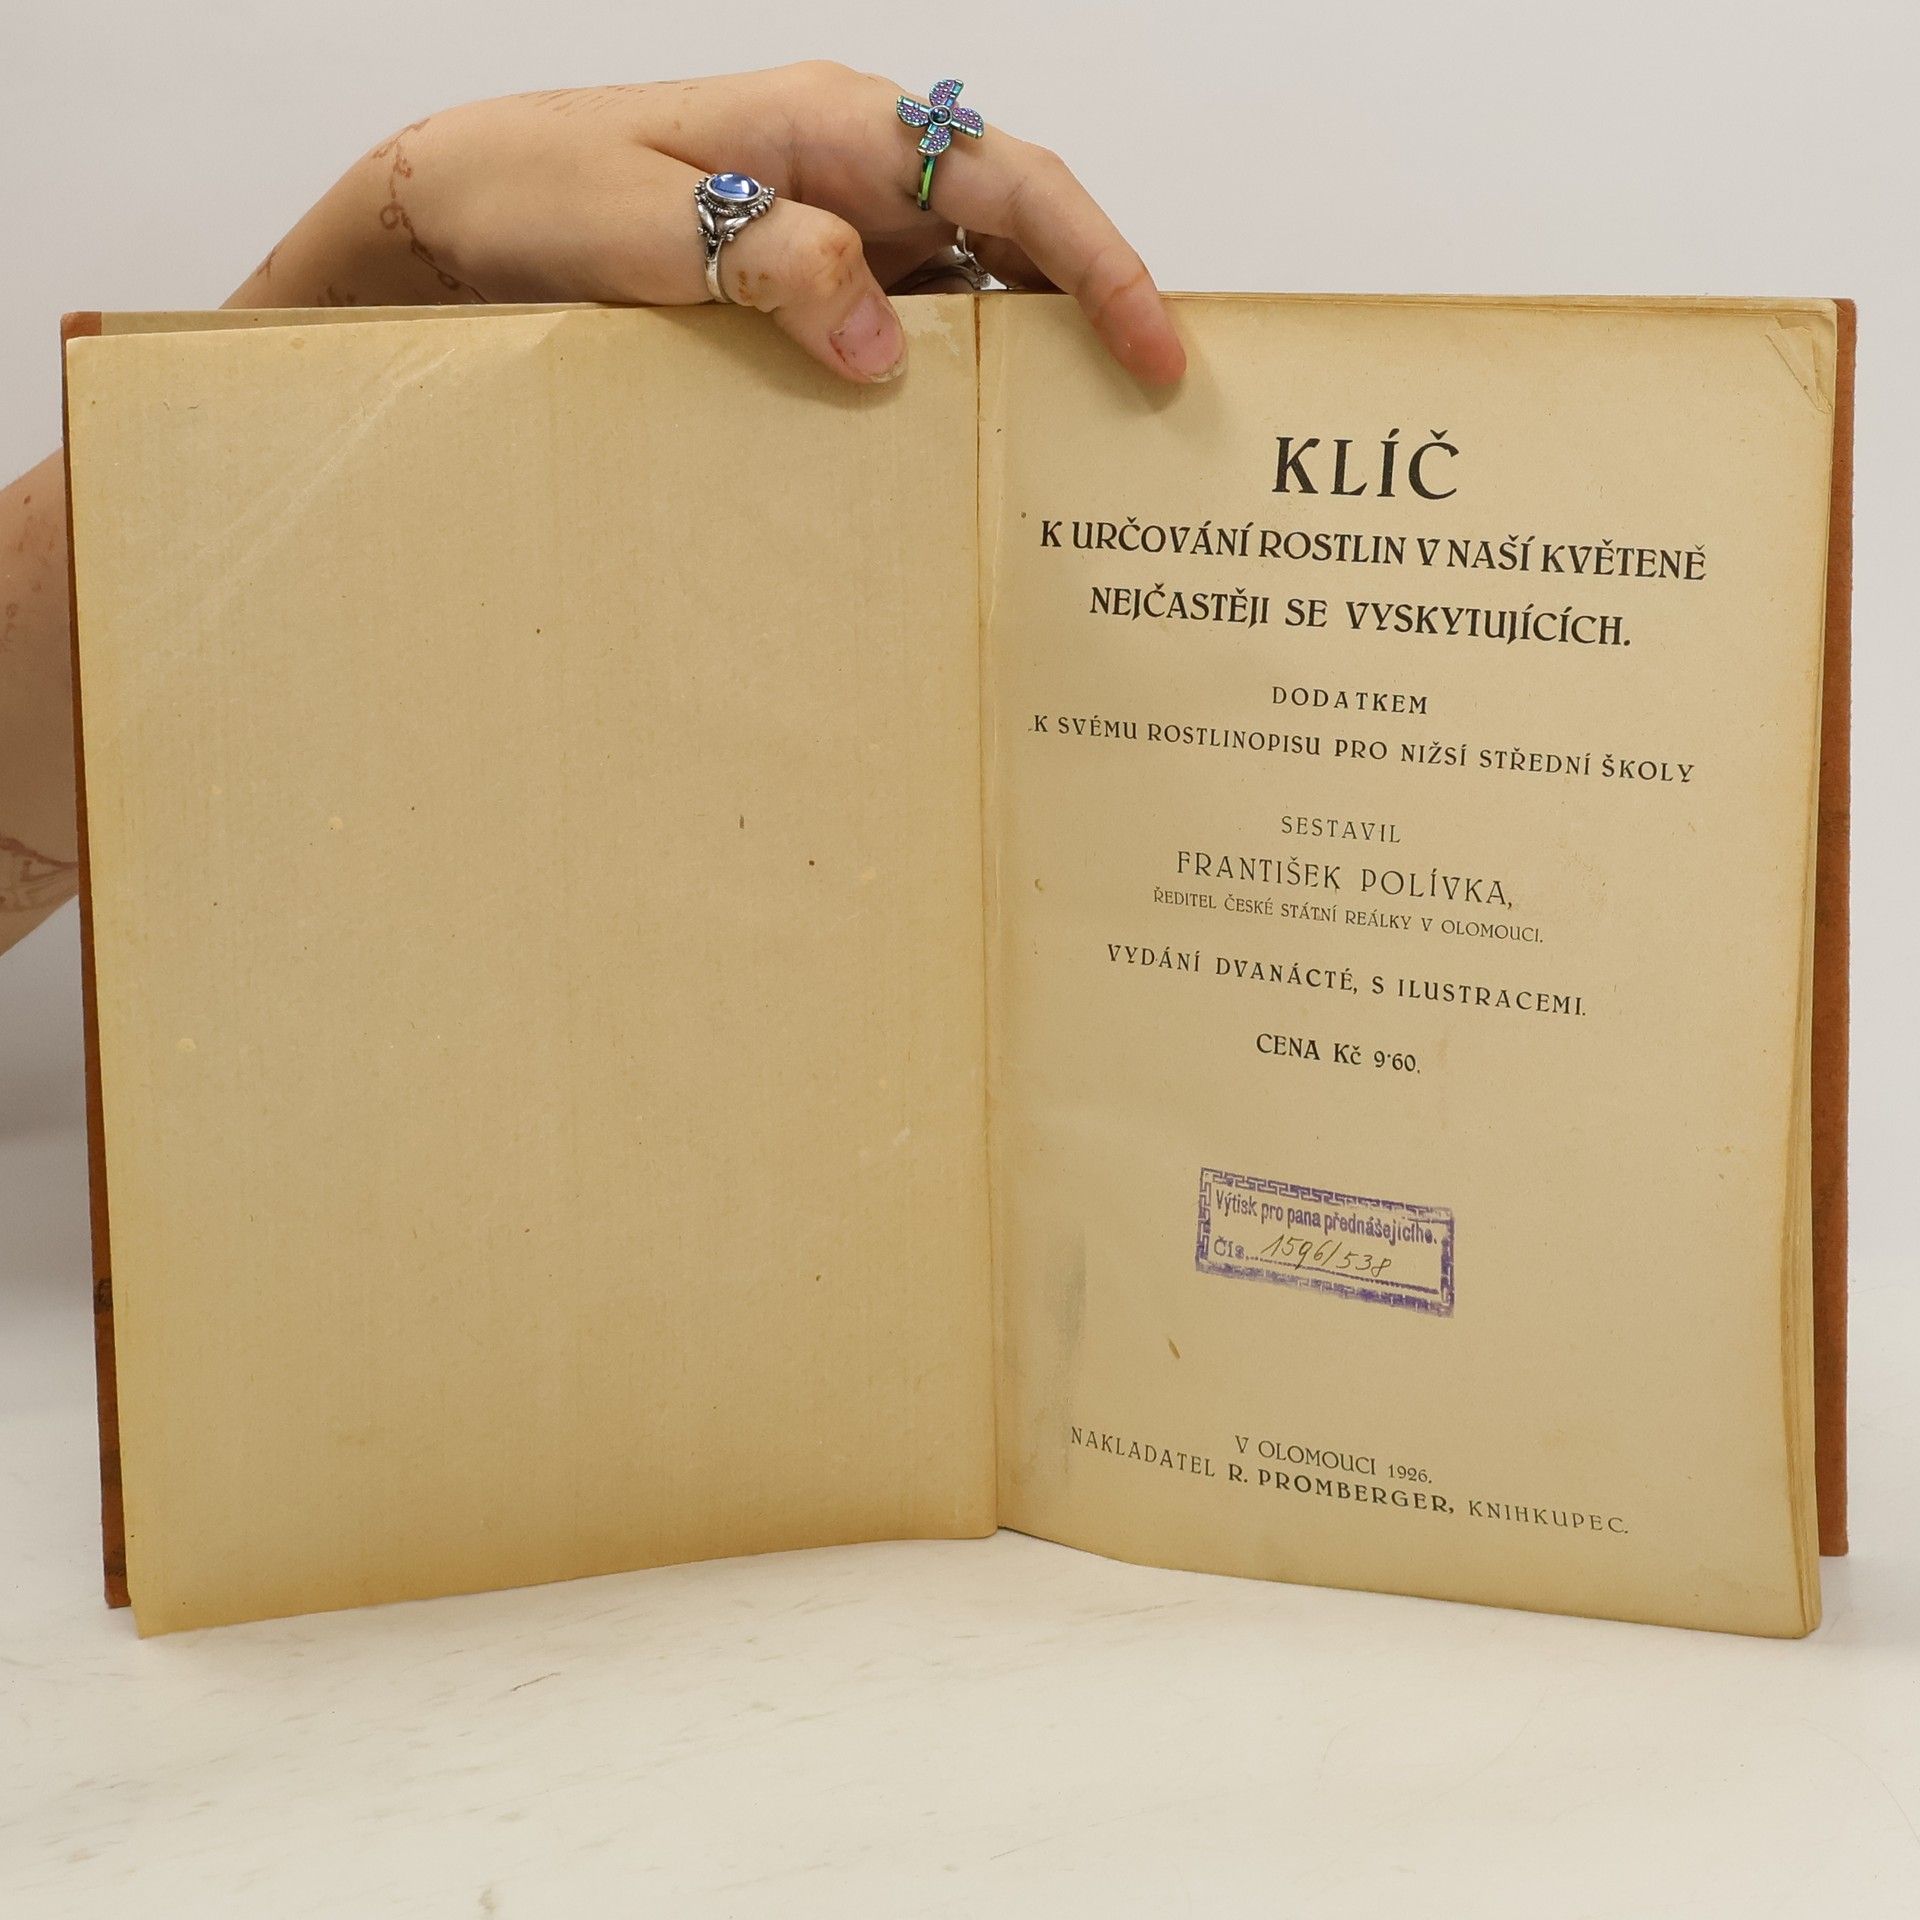 KLÍČ
K URČOVÁNÍ ROSTLIN V NAŠÍ KVĚTENĚ
NEJČASTĚJI SE VYSKYTUJÍCÍCH.
DODATKEM
K SVÉMU ROSTLINOPISU PRO NIŽSÍ STŘEDNÍ ŠKOLY
SESTAVIL
FRANTIŠEK POLÍVKA,
ŘEDITEL ČESKÉ STÁTNÍ REÁLKY V OLOMOUCI.
VYDÁNÍ DVANÁCTÉ, S ILUSTRACEMI.
CENA Kč 9·60.
Výtisk pro pana přednášejícího.
Čís. 1596/538
V OLOMOUCI 1926.
NAKLADATEL R. PROMBERGER, KNIHKUPEC.